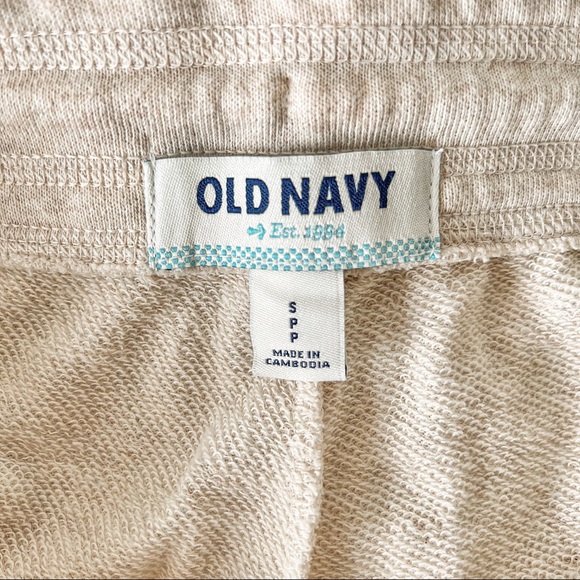 OLD NAVY
Est. 1994
S
P
P
MADE IN
CAMBODIA